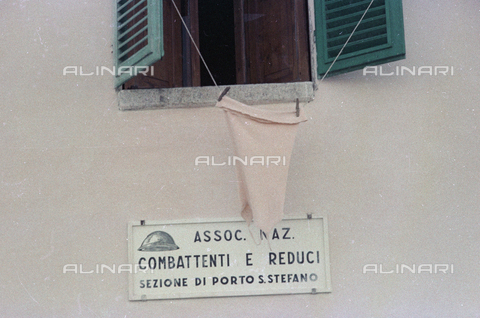 ALINARI ALINARI
ALINARI
ASSOC. NAZ.
COMBATTENTI E REDUCI
ALINARI ALINARI
SEZIONE DI PORTO S. STEFANO